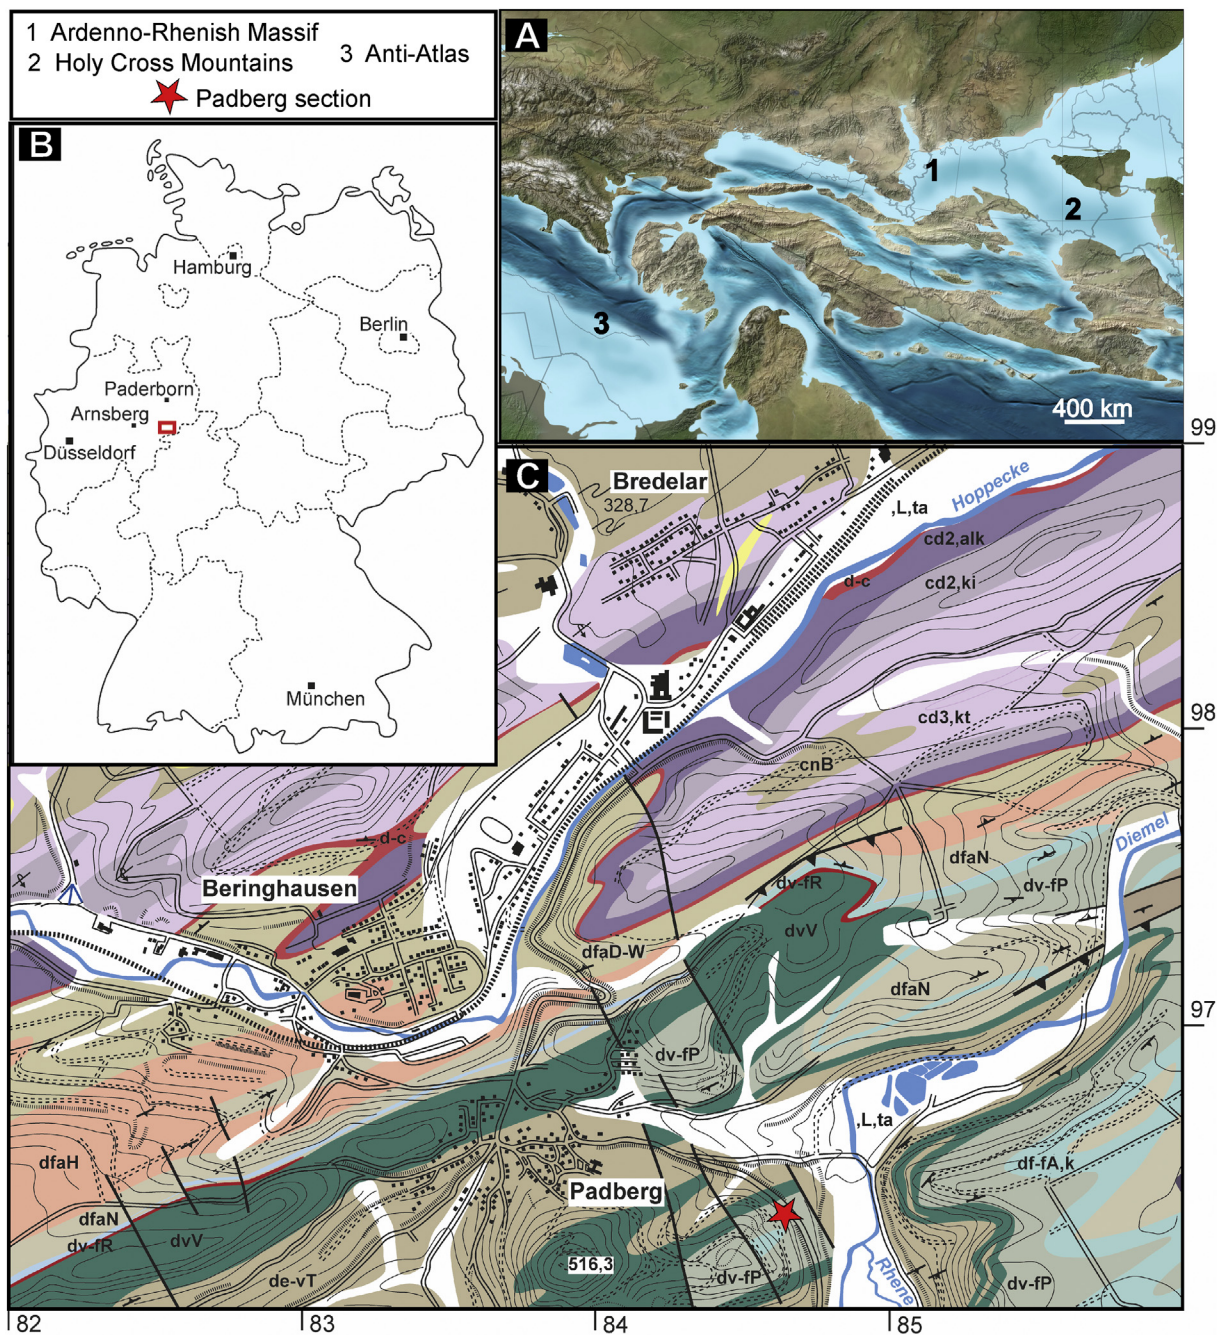 1 Ardenno-Rhenish Massif
2 Holy Cross Mountains
3 Anti-Atlas
Padberg section
A
1
2
3
400 km
B
Hamburg
Berlin
Paderborn
Arnsberg
Düsseldorf
München
C
99
Bredelar
328,7
,L,ta
Hoppecke
cd2,alk
d-c
cd2,ki
cd3,kt
98
cnB
d-c
Beringhausen
Diemel
dfaN
dv-fR
dv-fP
dvV
dfaD-W
dfaN
97
dv-fP
,L,ta
dfaH
df-fA,k
Padberg
dfaN
dv-fR
dvV
516,3
de-vT
dv-fP
Rhene
dv-fP
82
83
84
85